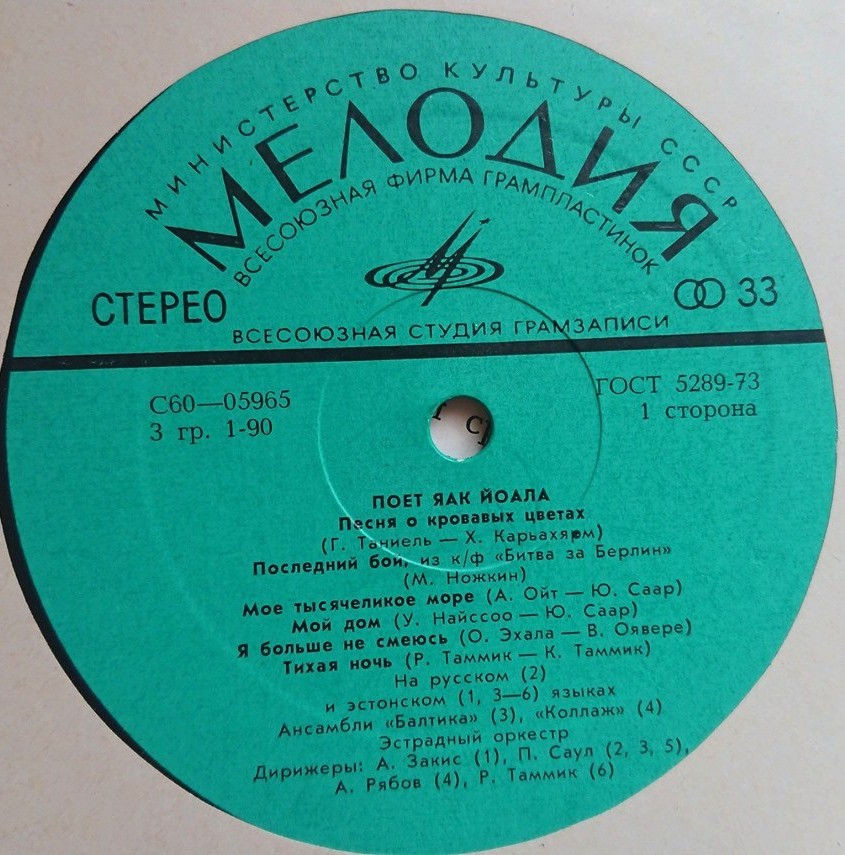 МИНИСТЕРСТВО КУЛЬТУРЫ СССР
МЕЛОДИЯ
ВСЕСОЮЗНАЯ ФИРМА ГРАМПЛАСТИНОК
СТЕРЕО
33
ВСЕСОЮЗНАЯ СТУДИЯ ГРАМЗАПИСИ
С60—05965
ГОСТ 5289-73
3 гр. 1-90
1 сторона
ПОЕТ ЯАК ЙОАЛА
Песня о кровавых цветах
(Г. Таниель — Х. Карьахярм)
Последний бой, из к/ф «Битва за Берлин»
(М. Ножкин)
Мое тысячеликое море (А. Ойт — Ю. Саар)
Мой дом (У. Найссоо — Ю. Саар)
Я больше не смеюсь (О. Эхала — В. Оявере)
Тихая ночь (Р. Таммик — К. Таммик)
На русском (2)
и эстонском (1, 3—6) языках
Ансамбли «Балтика» (3), «Коллаж» (4)
Эстрадный оркестр
Дирижеры: А. Закис (1), П. Саул (2, 3, 5),
А. Рябов (4), Р. Таммик (6)